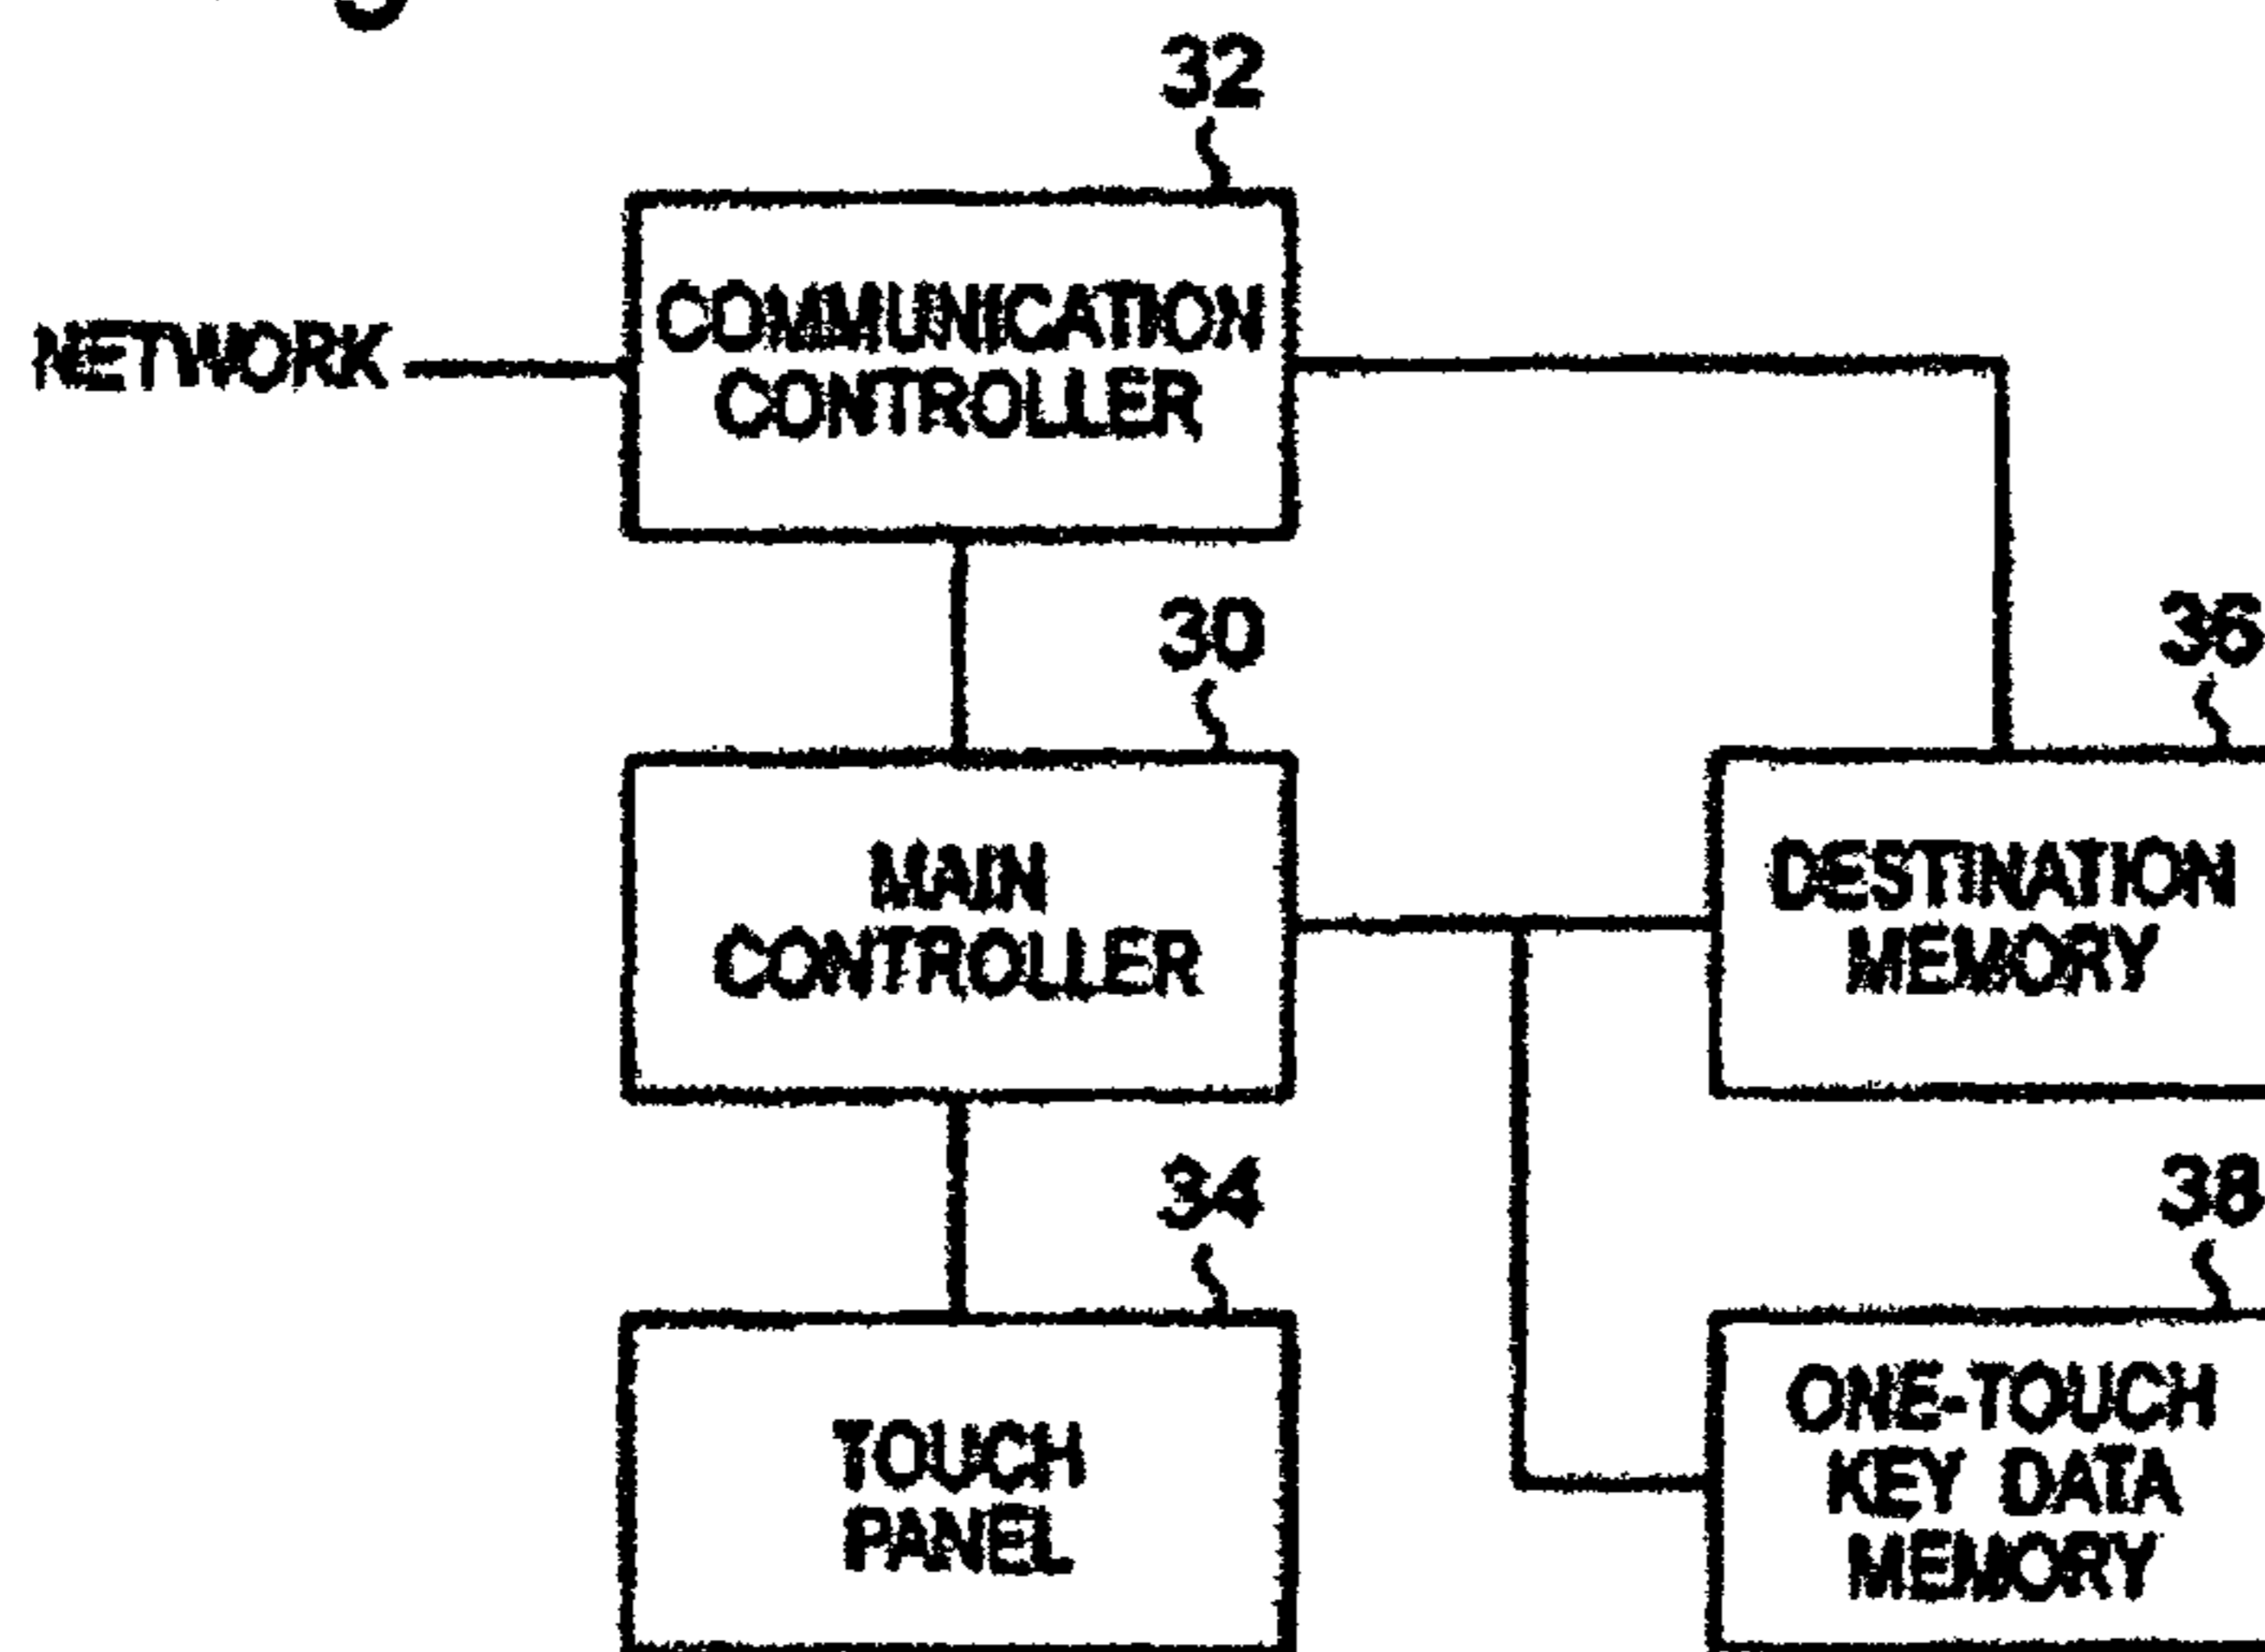 32
COMMUNICATION
CONTROLLER
NETWORK
30
36
MAIN
CONTROLLER
DESTINATION
MEMORY
34
38
TOUCH
PANEL
ONE-TOUCH
KEY DATA
MEMORY